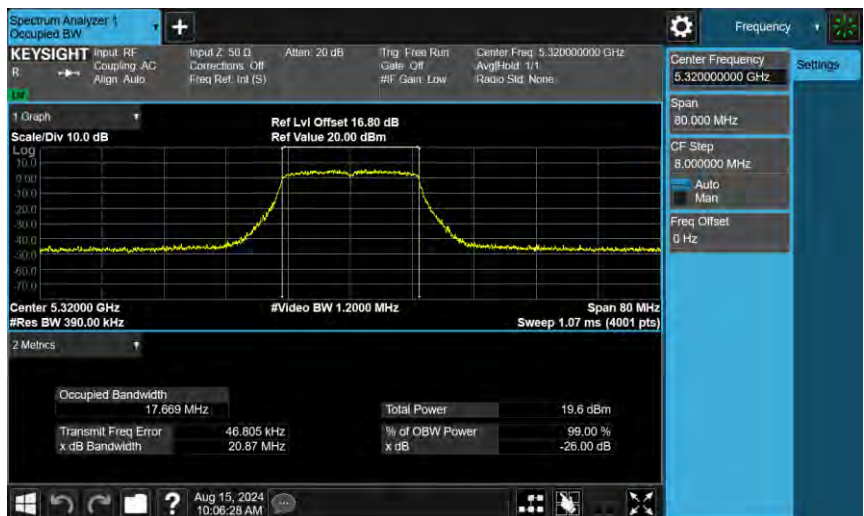 Spectrum Analyzer 1
Occupied BW
+
Frequency
KEYSIGHT
R
Input: RF
Coupling: AC
Align: Auto
Input Z: 50 Ω
Corrections: Off
Freq Ref: Int (S)
Atten: 20 dB
Trig: Free Run
Gate: Off
#IF Gain: Low
Center Freq: 5.320000000 GHz
Avg|Hold: 1/1
Radio Std: None
Center Frequency
5.320000000 GHz
Settings
Span
80.000 MHz
CF Step
8.000000 MHz
Auto
Man
Freq Offset
0 Hz
1 Graph
Scale/Div 10.0 dB
Ref Lvl Offset 16.80 dB
Ref Value 20.00 dBm
Log
10.0
0.00
-10.0
-20.0
-30.0
-40.0
-50.0
-60.0
-70.0
Center 5.32000 GHz
#Video BW 1.2000 MHz
Span 80 MHz
#Res BW 390.00 kHz
Sweep 1.07 ms (4001 pts)
2 Metrics
Occupied Bandwidth
17.669 MHz
Total Power
19.6 dBm
Transmit Freq Error
46.805 kHz
% of OBW Power
99.00 %
x dB Bandwidth
20.87 MHz
x dB
-26.00 dB
?
Aug 15, 2024
10:06:28 AM